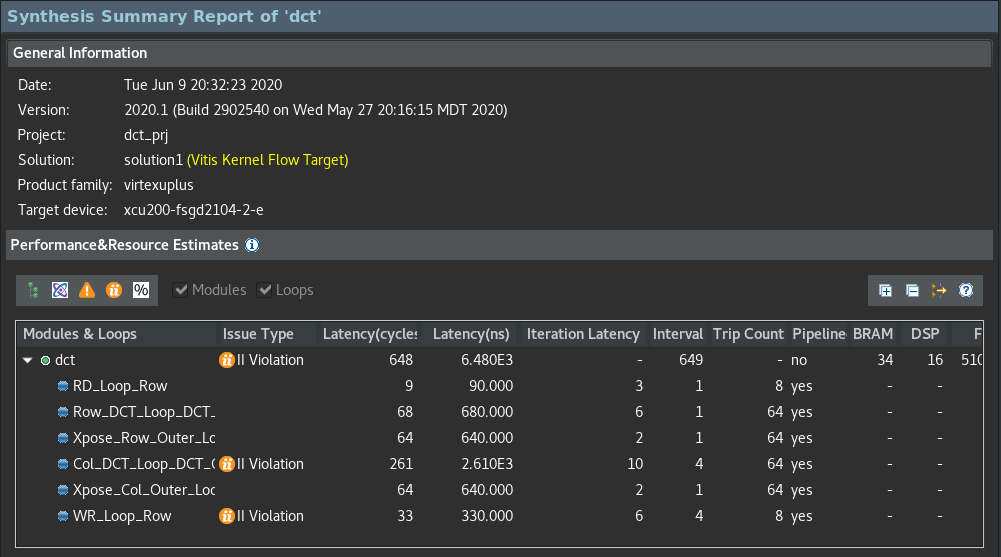 Synthesis Summary Report of 'dct'
General Information
Date: Tue Jun 9 20:32:23 2020
Version: 2020.1 (Build 2902540 on Wed May 27 20:16:15 MDT 2020)
Project: dct_prj
Solution: solution1 (Vitis Kernel Flow Target)
Product family: virtexuplus
Target device: xcu200-fsgd2104-2-e
Performance&Resource Estimates
% Modules Loops
Modules & Loops Issue Type Latency(cycles Latency(ns) Iteration Latency Interval Trip Count Pipeline BRAM DSP F
dct II Violation 648 6.480E3 - 649 - no 34 16 510
RD_Loop_Row 9 90.000 3 1 8 yes - -
Row_DCT_Loop_DCT_ 68 680.000 6 1 64 yes - -
Xpose_Row_Outer_Lo 64 640.000 2 1 64 yes - -
Col_DCT_Loop_DCT_C II Violation 261 2.610E3 10 4 64 yes - -
Xpose_Col_Outer_Loo 64 640.000 2 1 64 yes - -
WR_Loop_Row II Violation 33 330.000 6 4 8 yes - -